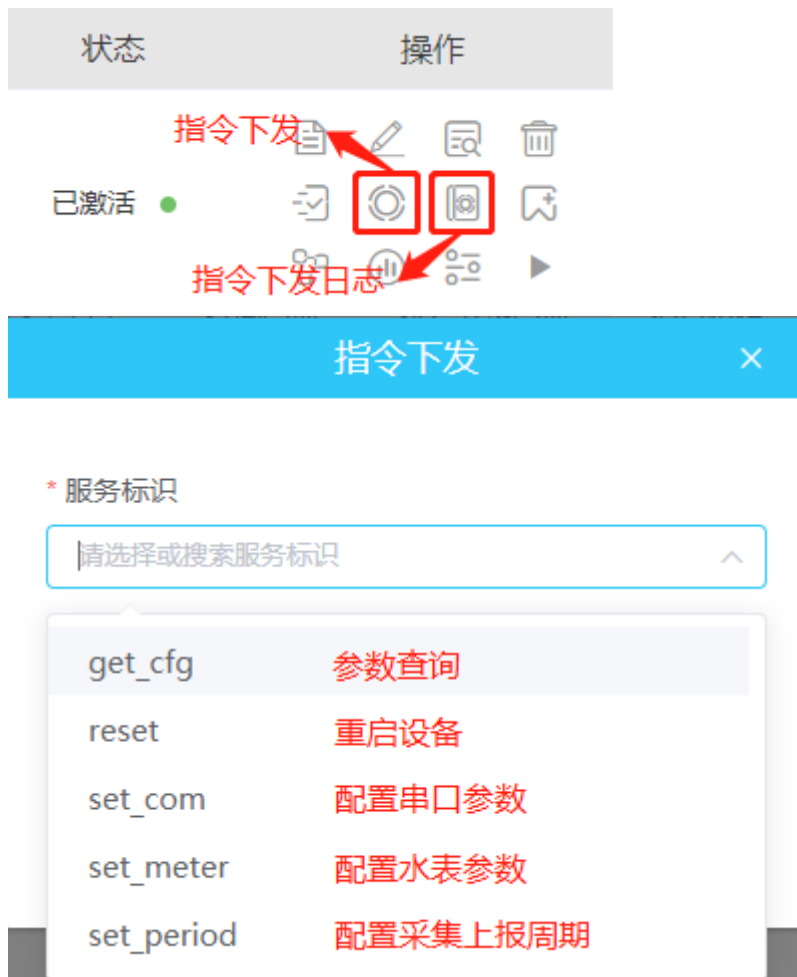 状态 操作
指令下发
已激活
指令下发日志
指令下发
* 服务标识
请选择或搜索服务标识
get_cfg 参数查询
reset 重启设备
set_com 配置串口参数
set_meter 配置水表参数
set_period 配置采集上报周期